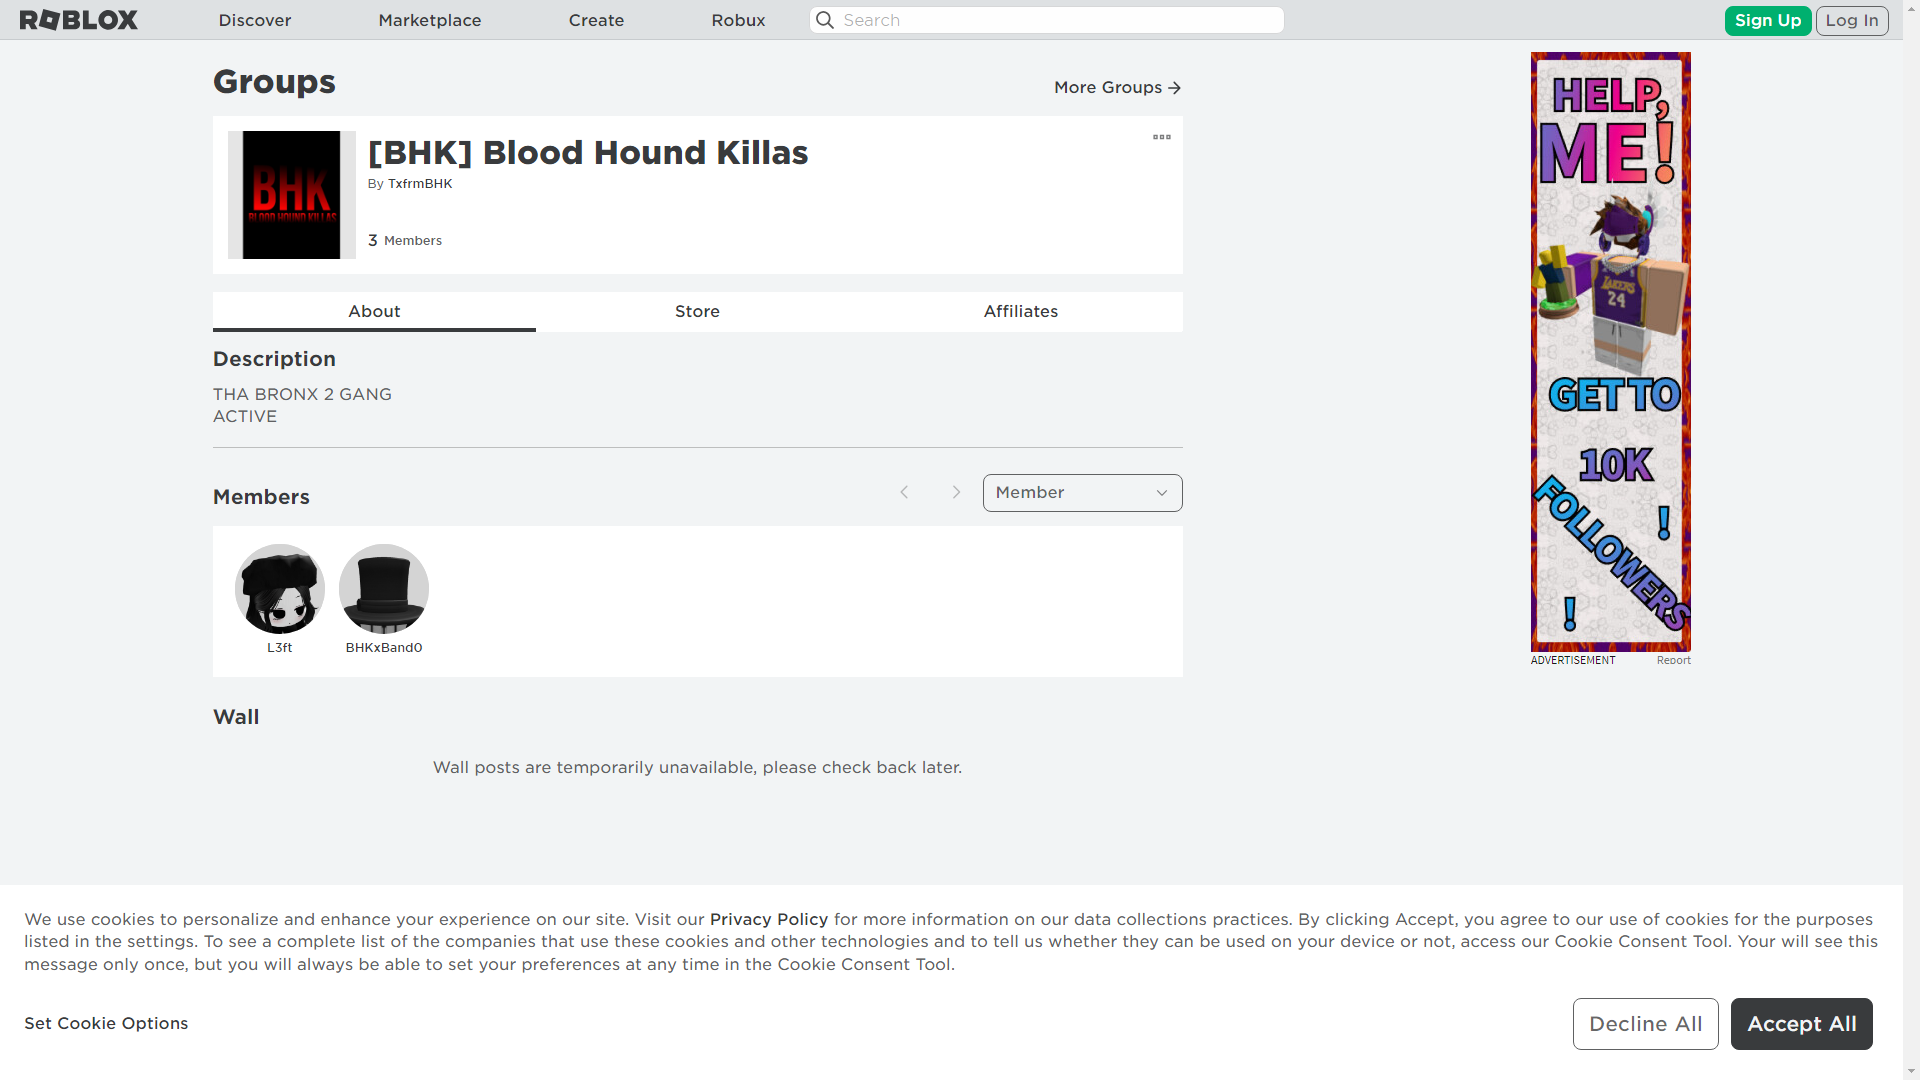 ROBLOX
Discover
Marketplace
Create
Robux
Search
Sign Up
Log In
Groups
More Groups
BHK
BLOOD HOUND KILLAS
[BHK] Blood Hound Killas
By TxfrmBHK
3 Members
About
Store
Affiliates
Description
THA BRONX 2 GANG
ACTIVE
Members
Member
L3ft
BHKxBand0
Wall
Wall posts are temporarily unavailable, please check back later.
HELP,
ME!
LAKERS
24
GET TO
10K
FOLLOWERS
!
!
ADVERTISEMENT
Report
We use cookies to personalize and enhance your experience on our site. Visit our Privacy Policy for more information on our data collections practices. By clicking Accept, you agree to our use of cookies for the purposes
listed in the settings. To see a complete list of the companies that use these cookies and other technologies and to tell us whether they can be used on your device or not, access our Cookie Consent Tool. Your will see this
message only once, but you will always be able to set your preferences at any time in the Cookie Consent Tool.
Set Cookie Options
Decline All
Accept All